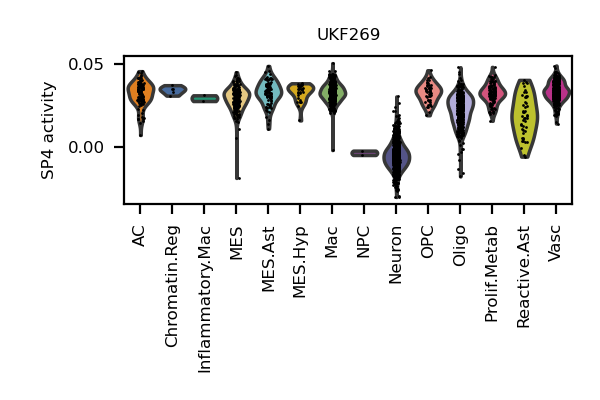 UKF269
SP4 activity
0.05
0.00
AC
Chromatin.Reg
Inflammatory.Mac
MES
MES.Ast
MES.Hyp
Mac
NPC
Neuron
OPC
Oligo
Prolif.Metab
Reactive.Ast
Vasc